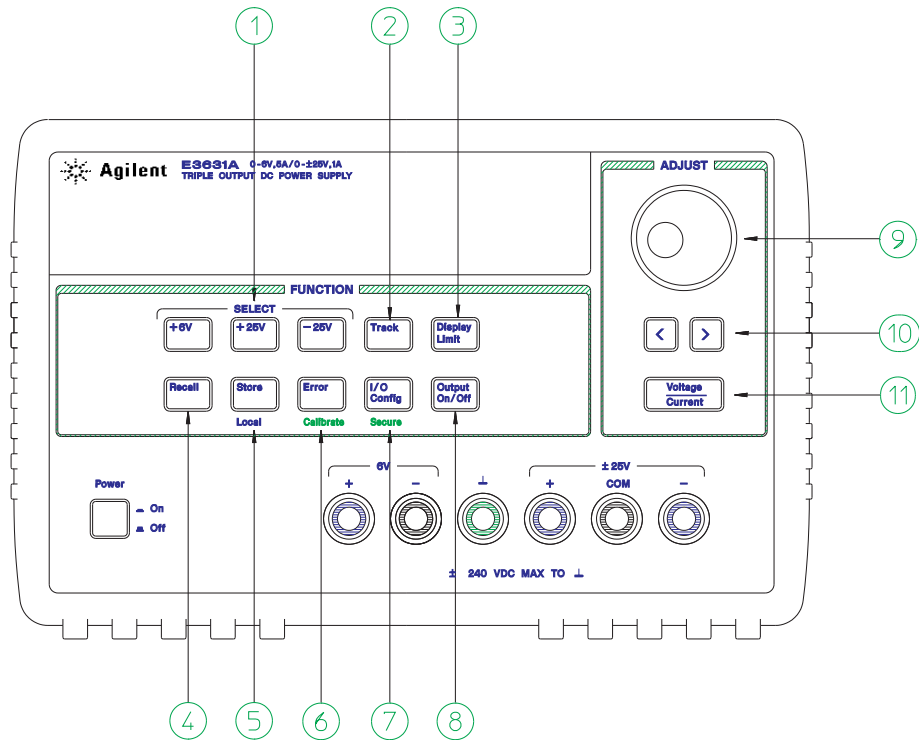 1 2 3
Agilent E3631A 0-6V,5A/0-±25V,1A
TRIPLE OUTPUT DC POWER SUPPLY
ADJUST
9
FUNCTION
SELECT
+6V +25V -25V Track Display Limit
< > 10
Recall Store Error I/O Config Output On/Off
Voltage
Current
11
Local Calibrate Secure
6V ±25V
Power + - ⏚ + COM -
On
Off
± 240 VDC MAX TO ⏚
4 5 6 7 8